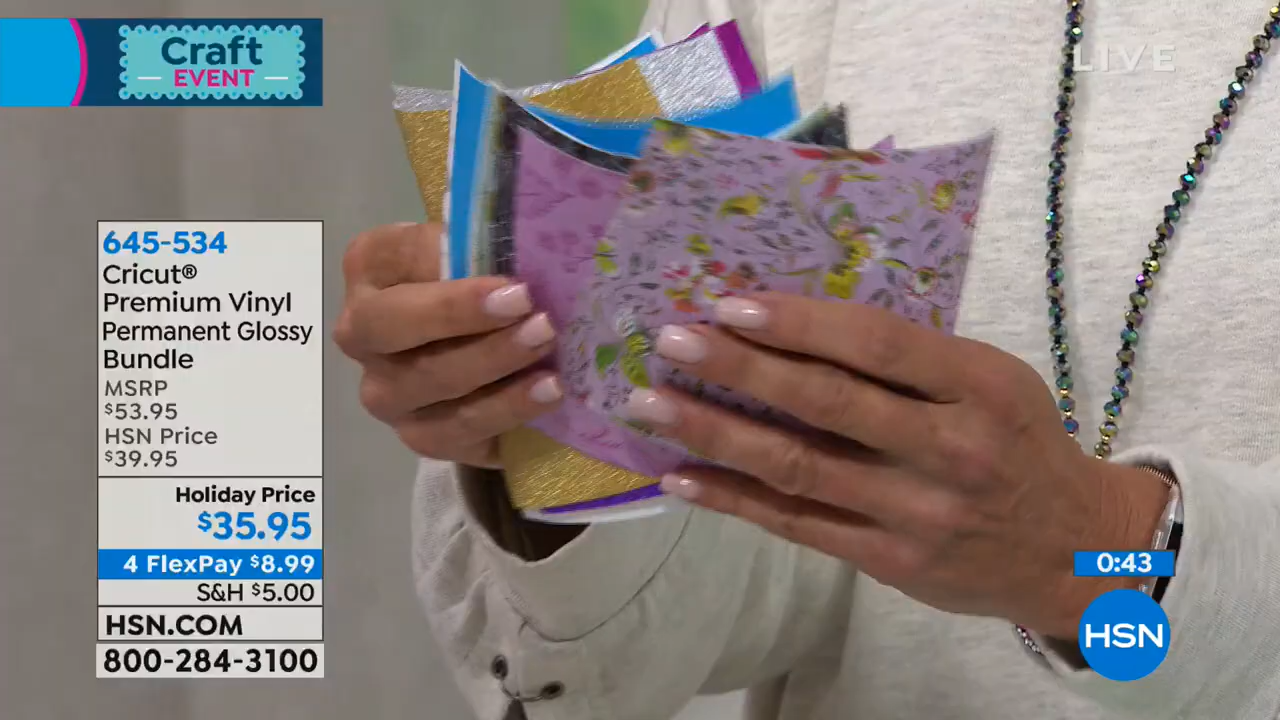 Craft
EVENT
LIVE
645-534
Cricut®
Premium Vinyl
Permanent Glossy
Bundle
MSRP
$53.95
HSN Price
$39.95
Holiday Price
$35.95
4 FlexPay $8.99
S&H $5.00
HSN.COM
800-284-3100
0:43
HSN